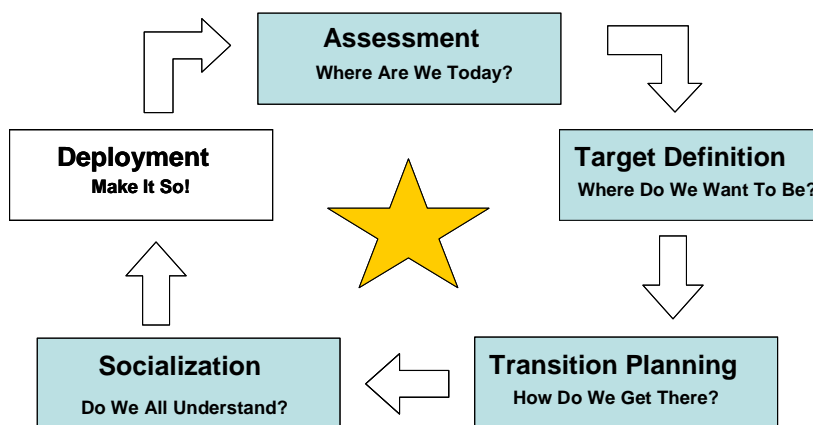 Assessment
Where Are We Today?
Target Definition
Where Do We Want To Be?
Transition Planning
How Do We Get There?
Socialization
Do We All Understand?
Deployment
Make It So!